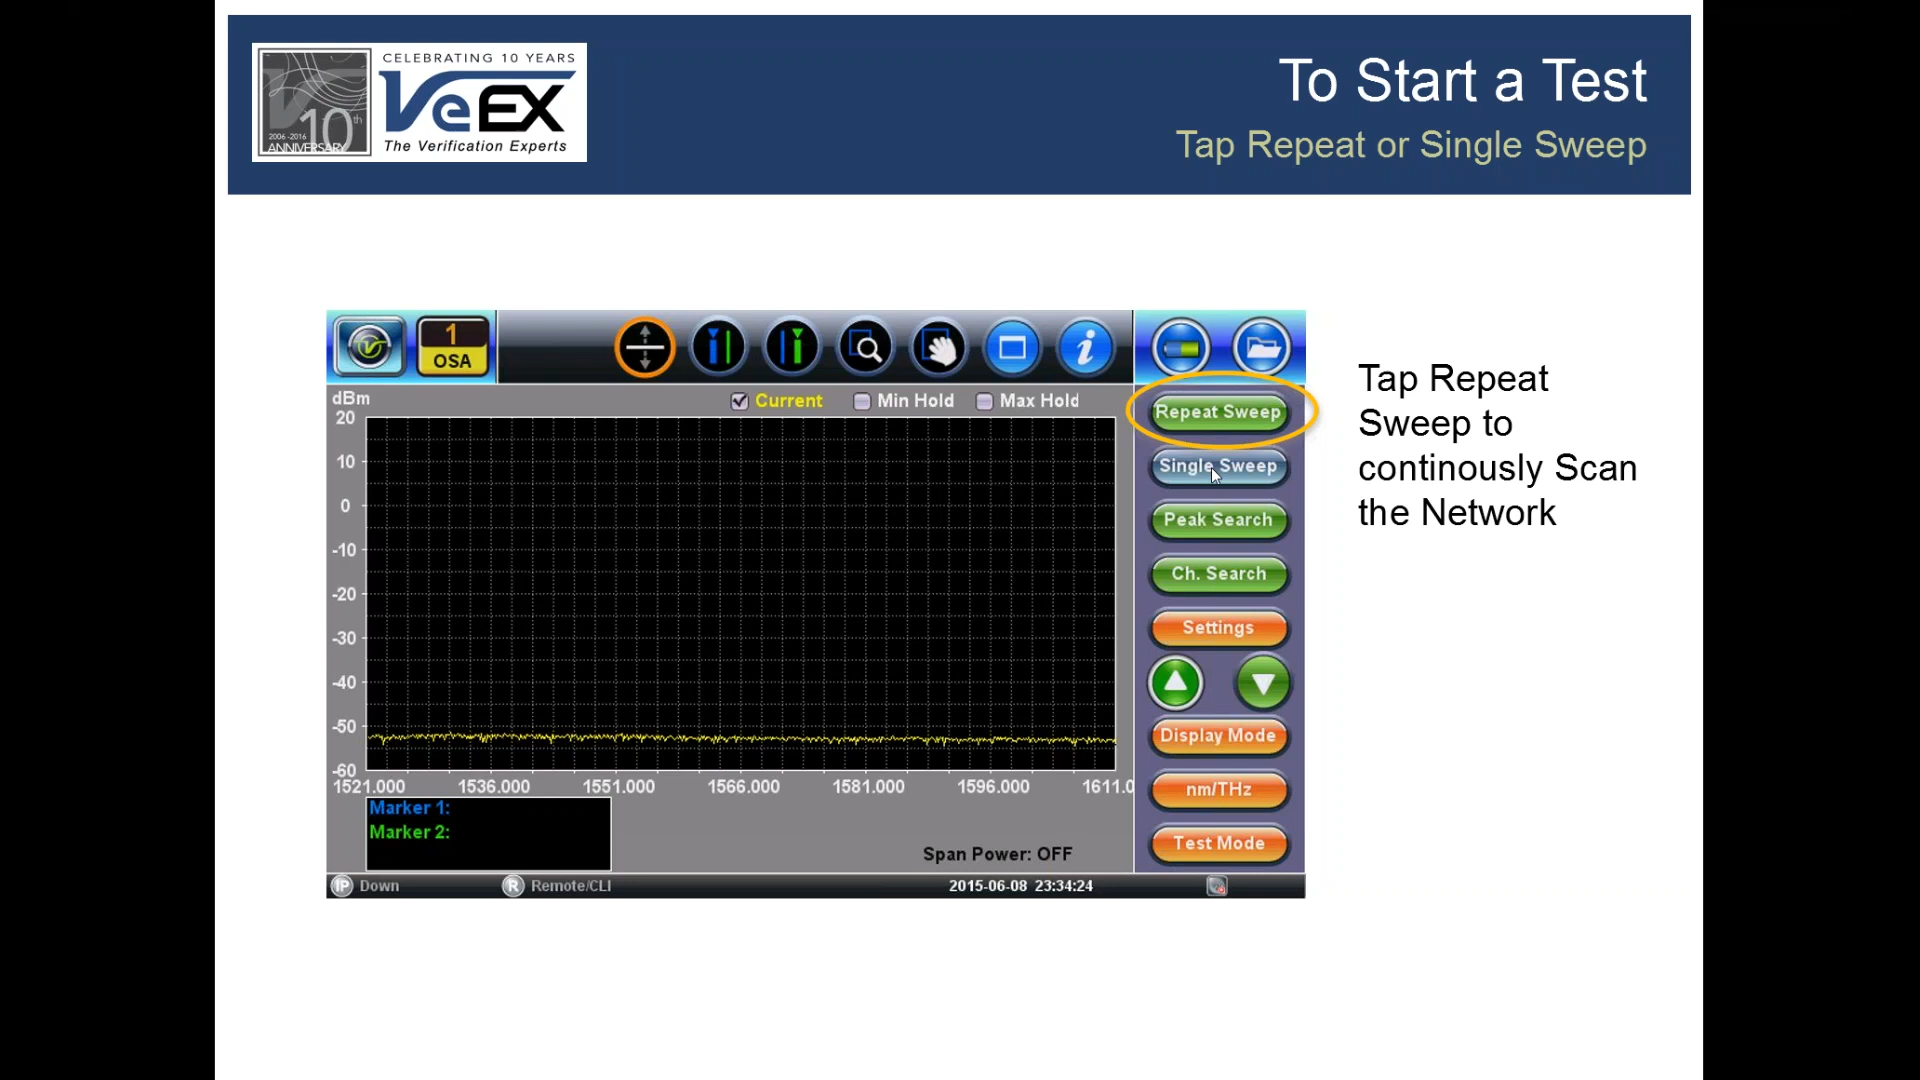 CELEBRATING 10 YEARS
VeEX
The Verification Experts
10th
2006-2016
ANNIVERSARY
To Start a Test
Tap Repeat or Single Sweep
1
OSA
dBm
Current
Min Hold
Max Hold
20
10
0
-10
-20
-30
-40
-50
-60
1521.000 1536.000 1551.000 1566.000 1581.000 1596.000 1611.0
Marker 1:
Marker 2:
Span Power: OFF
IP Down
R Remote/CLI
2015-06-08 23:34:24
Repeat Sweep
Single Sweep
Peak Search
Ch. Search
Settings
Display Mode
nm/THz
Test Mode
Tap Repeat
Sweep to
continously Scan
the Network